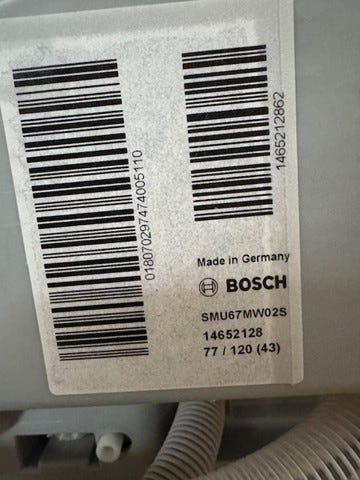 018070297474005110
1465212862
Made in Germany
BOSCH
SMU67MW02S
14652128
77 / 120 (43)